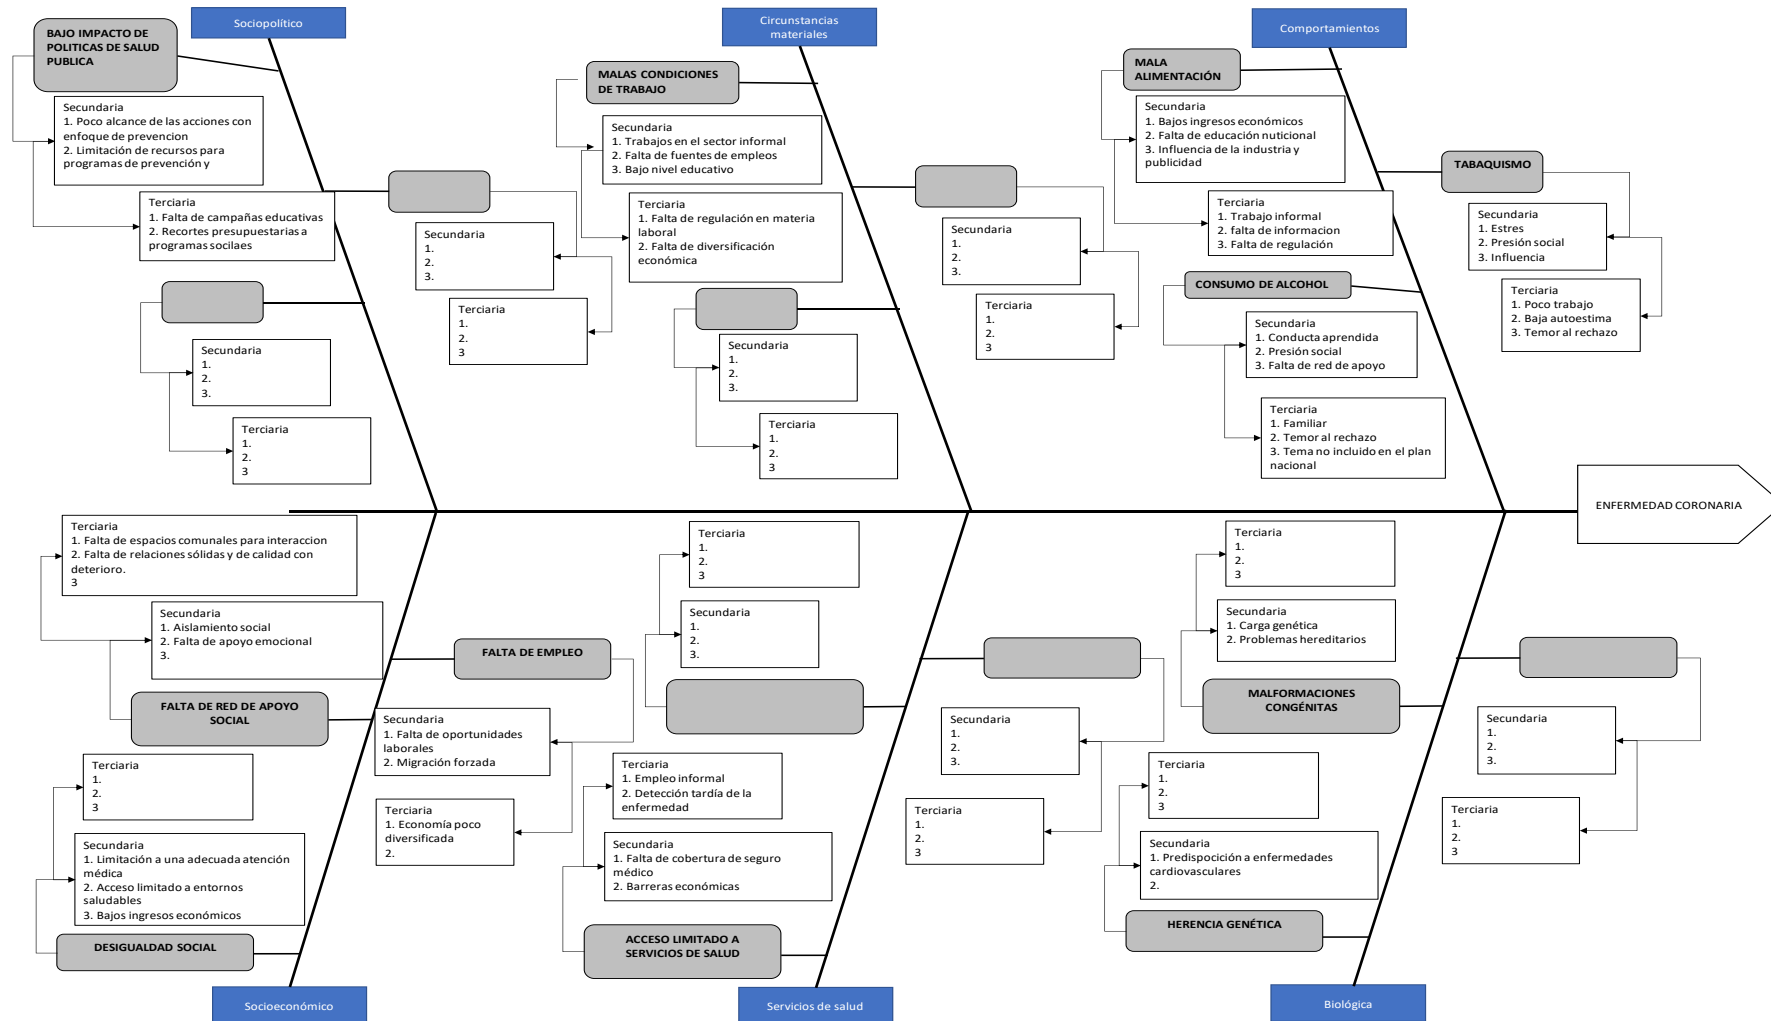 Sociopolítico
BAJO IMPACTO DE
POLITICAS DE SALUD
PUBLICA
Secundaria
1. Poco alcance de las acciones con
enfoque de prevencion
2. Limitación de recursos para
programas de prevención y
Terciaria
1. Falta de campañas educativas
2. Recortes presupuestarias a
programas socilaes
Secundaria
1.
2.
3.
Terciaria
1.
2.
3
Secundaria
1.
2.
3.
Terciaria
1.
2.
3
Circunstancias
materiales
MALAS CONDICIONES
DE TRABAJO
Secundaria
1. Trabajos en el sector informal
2. Falta de fuentes de empleos
3. Bajo nivel educativo
Terciaria
1. Falta de regulación en materia
laboral
2. Falta de diversificación
económica
Secundaria
1.
2.
3.
Terciaria
1.
2.
3
Secundaria
1.
2.
3.
Terciaria
1.
2.
3
Comportamientos
MALA
ALIMENTACIÓN
Secundaria
1. Bajos ingresos económicos
2. Falta de educación nuticional
3. Influencia de la industria y
publicidad
Terciaria
1. Trabajo informal
2. falta de informacion
3. Falta de regulación
TABAQUISMO
Secundaria
1. Estres
2. Presión social
3. Influencia
Terciaria
1. Poco trabajo
2. Baja autoestima
3. Temor al rechazo
CONSUMO DE ALCOHOL
Secundaria
1. Conducta aprendida
2. Presión social
3. Falta de red de apoyo
Terciaria
1. Familiar
2. Temor al rechazo
3. Tema no incluido en el plan
nacional
ENFERMEDAD CORONARIA
Terciaria
1. Falta de espacios comunales para interaccion
2. Falta de relaciones sólidas y de calidad con
deterioro.
3
Secundaria
1. Aislamiento social
2. Falta de apoyo emocional
3.
FALTA DE RED DE APOYO
SOCIAL
FALTA DE EMPLEO
Secundaria
1. Falta de oportunidades
laborales
2. Migración forzada
Terciaria
1. Economía poco
diversificada
2.
Terciaria
1.
2.
3
Secundaria
1. Limitación a una adecuada atención
médica
2. Acceso limitado a entornos
saludables
3. Bajos ingresos económicos
DESIGUALDAD SOCIAL
Socioeconómico
Terciaria
1.
2.
3
Secundaria
1.
2.
3.
Secundaria
1.
2.
3.
Terciaria
1.
2.
3
Terciaria
1. Empleo informal
2. Detección tardía de la
enfermedad
Secundaria
1. Falta de cobertura de seguro
médico
2. Barreras económicas
ACCESO LIMITADO A
SERVICIOS DE SALUD
Servicios de salud
Terciaria
1.
2.
3
Secundaria
1. Carga genética
2. Problemas hereditarios
MALFORMACIONES
CONGÉNITAS
Secundaria
1.
2.
3.
Terciaria
1.
2.
3
Terciaria
1.
2.
3
Secundaria
1. Predispocición a enfermedades
cardiovasculares
2.
HERENCIA GENÉTICA
Biológica